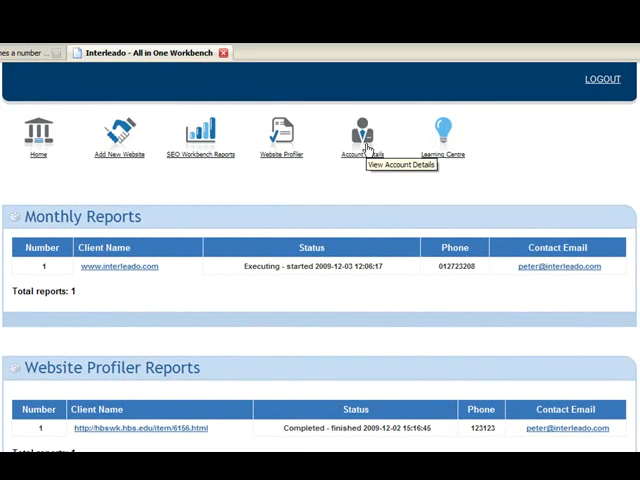 nes a number ...
Interleado - All in One Workbench
LOGOUT
Home
Add New Website
SEO Workbench Reports
Website Profiler
Account Details
Learning Centre
View Account Details
Monthly Reports
Number Client Name Status Phone Contact Email
1 www.interleado.com Executing - started 2009-12-03 12:06:17 012723208 peter@interleado.com
Total reports: 1
Website Profiler Reports
Number Client Name Status Phone Contact Email
1 http://hbswk.hbs.edu/item/6156.html Completed - finished 2009-12-02 15:16:45 123123 peter@interleado.com